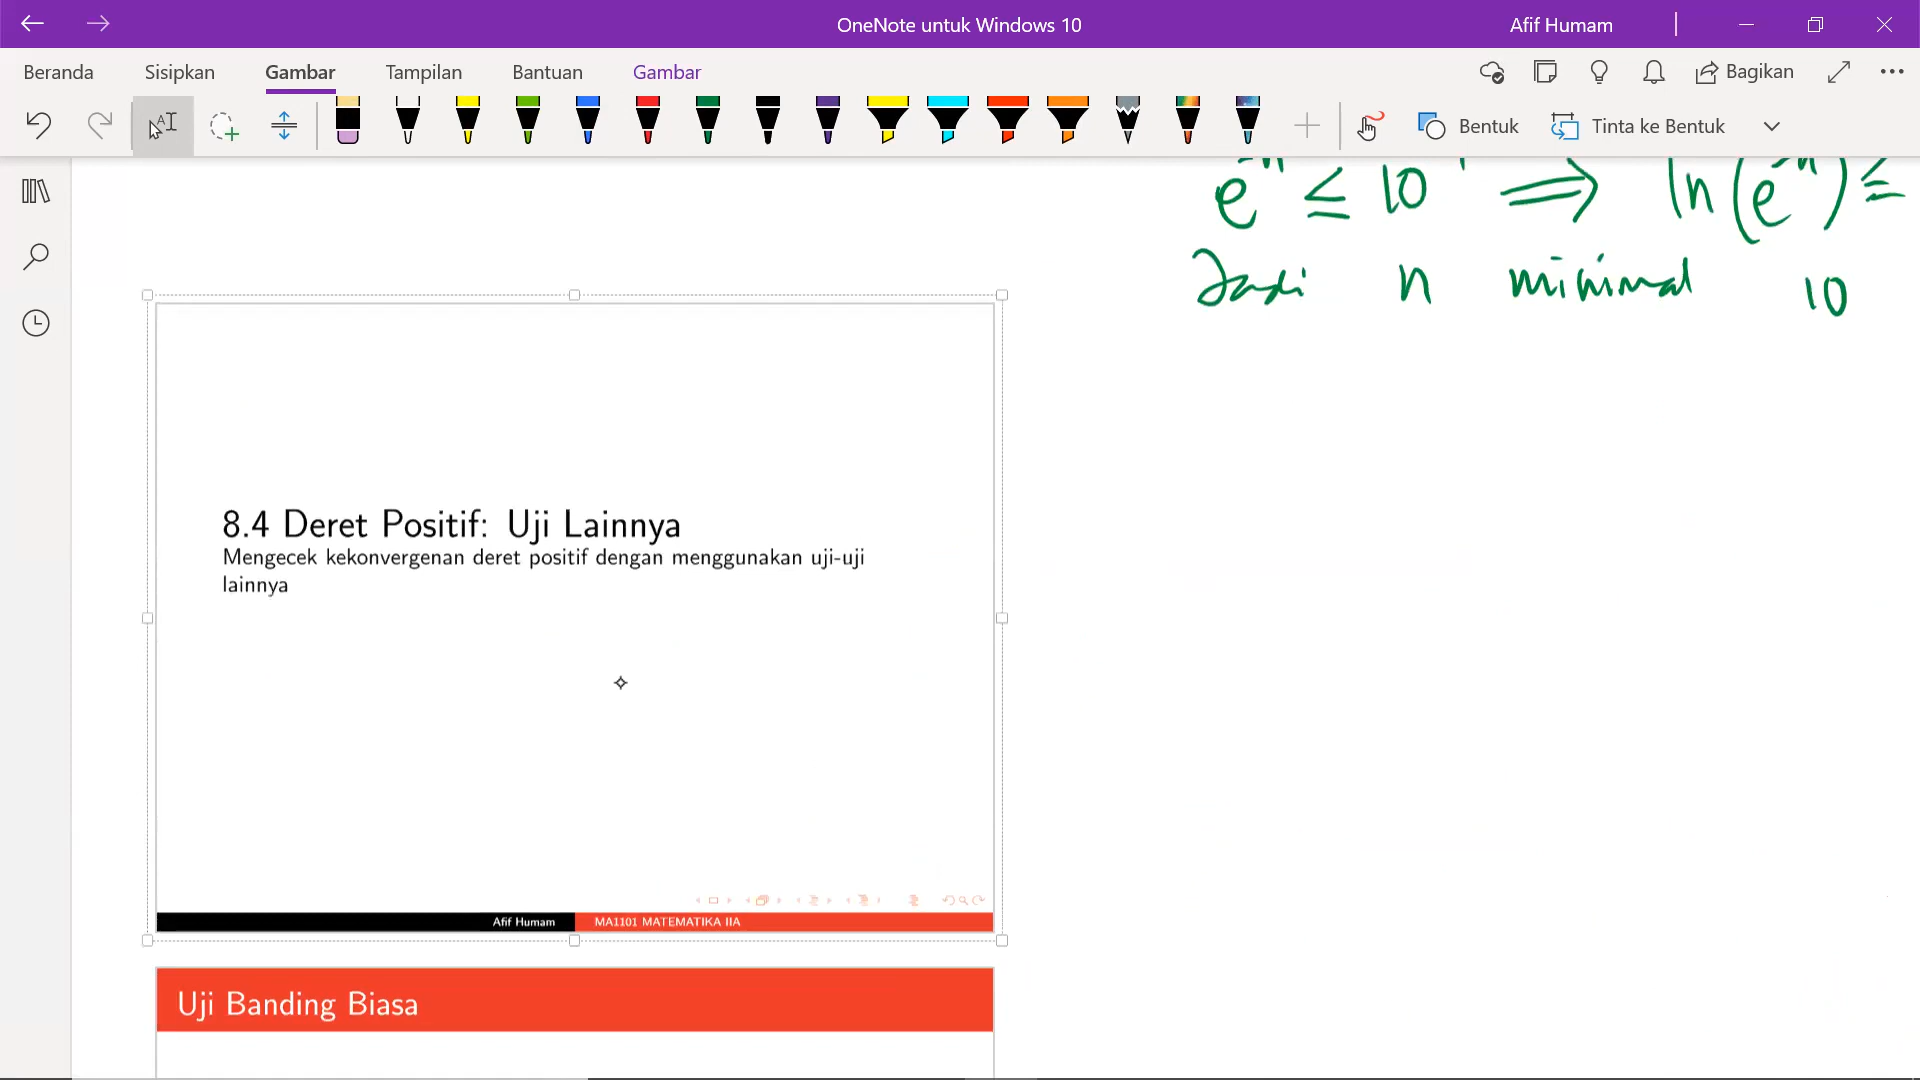 OneNote untuk Windows 10
Afif Humam
Beranda Sisipkan Gambar Tampilan Bantuan Gambar
Bagikan
Bentuk Tinta ke Bentuk
e^-n ≤ 10 ⟹ ln(e^-n) ≤
Jadi n minimal 10
8.4 Deret Positif: Uji Lainnya
Mengecek kekonvergenan deret positif dengan menggunakan uji-uji
lainnya
Afif Humam MA1101 MATEMATIKA IIA
Uji Banding Biasa